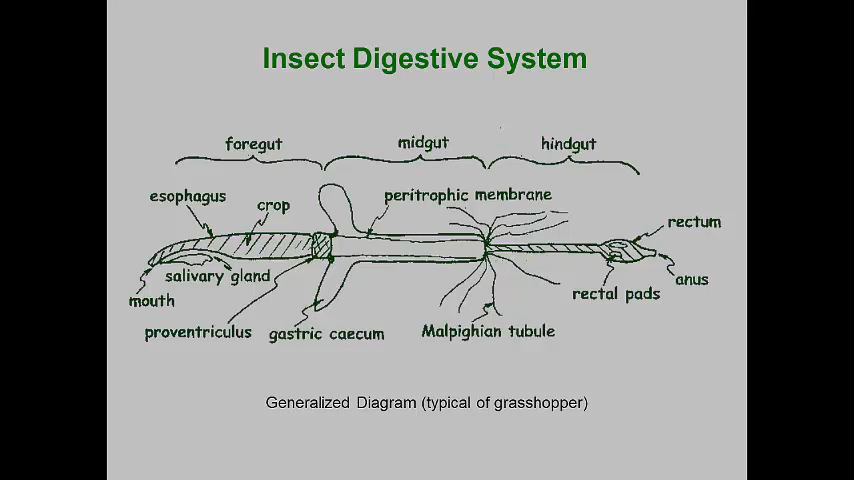 Insect Digestive System
foregut midgut hindgut
esophagus crop peritrophic membrane
rectum
salivary gland
mouth rectal pads anus
proventriculus gastric caecum Malpighian tubule
Generalized Diagram (typical of grasshopper)